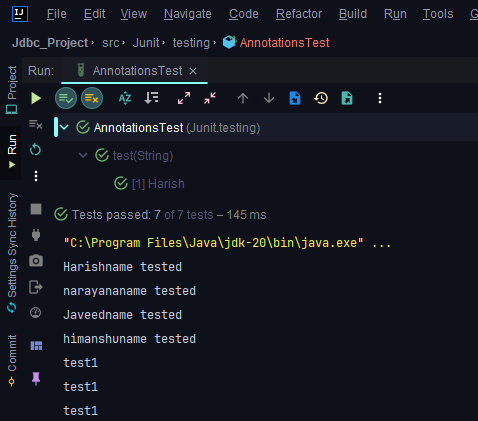 IJ File Edit View Navigate Code Refactor Build Run Tools G
Jdbc_Project › src › Junit › testing › AnnotationsTest
Run: AnnotationsTest ×
Project
Run
Settings Sync History
Commit
AnnotationsTest (Junit.testing)
test(String)
[1] Harish
Tests passed: 7 of 7 tests – 145 ms
"C:\Program Files\Java\jdk-20\bin\java.exe" ...
Harishname tested
narayananame tested
Javeedname tested
himanshuname tested
test1
test1
test1